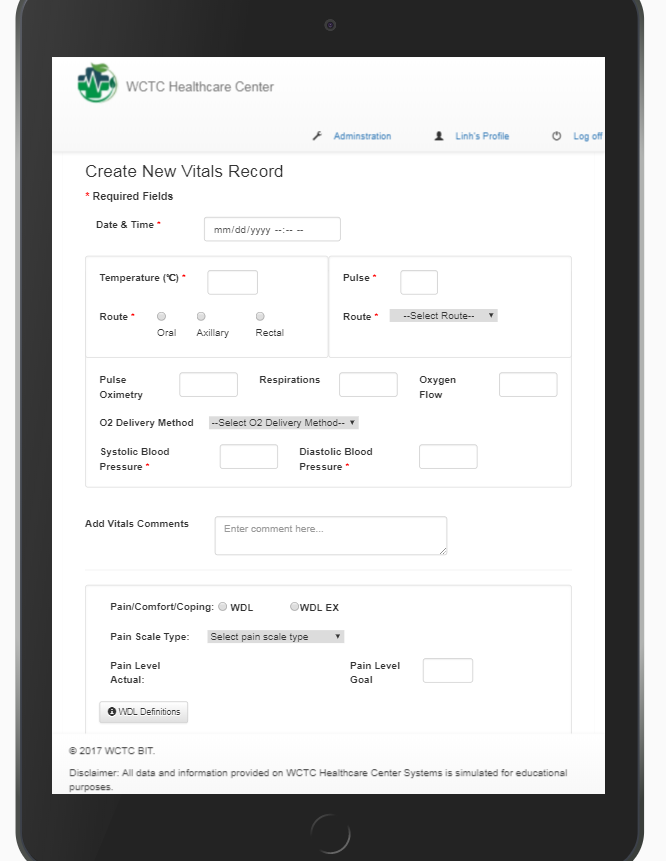 WCTC Healthcare Center
Adminstration Linh's Profile Log off
Create New Vitals Record
* Required Fields
Date & Time * mm/dd/yyyy --:-- --
Temperature (℃) *
Route *
Oral Axillary Rectal
Pulse *
Route * --Select Route--
Pulse
Oximetry
Respirations
Oxygen
Flow
O2 Delivery Method --Select O2 Delivery Method--
Systolic Blood
Pressure *
Diastolic Blood
Pressure *
Add Vitals Comments Enter comment here...
Pain/Comfort/Coping: WDL WDL EX
Pain Scale Type: Select pain scale type
Pain Level
Actual:
Pain Level
Goal
WDL Definitions
© 2017 WCTC BIT.
Disclaimer: All data and information provided on WCTC Healthcare Center Systems is simulated for educational
purposes.